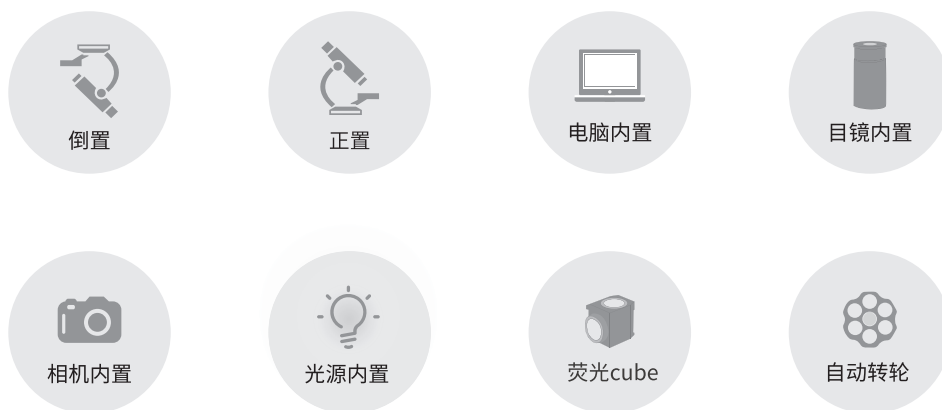 倒置
正置
电脑内置
目镜内置
相机内置
光源内置
荧光cube
自动转轮